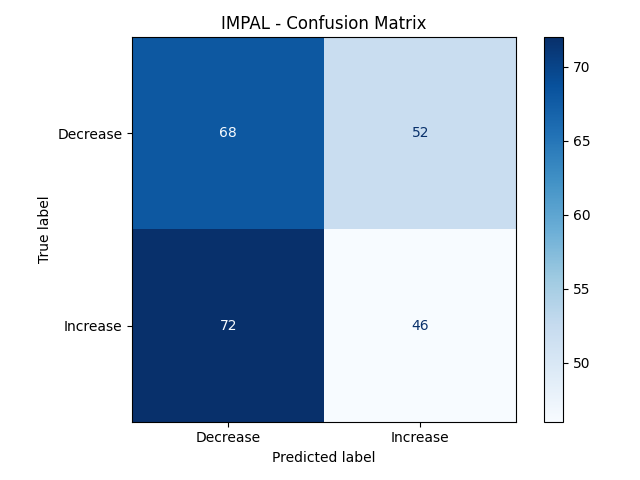 IMPAL - Confusion Matrix
True label
Decrease
68
52
Increase
72
46
Decrease
Increase
Predicted label
70
65
60
55
50